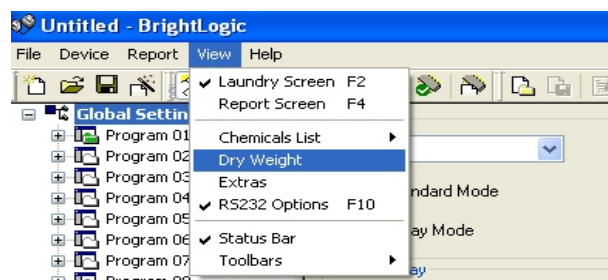 Untitled - BrightLogic
File Device Report View Help
Laundry Screen F2
Report Screen F4
Global Settin
Program 01
Chemicals List
Program 02
Dry Weight
Program 03
Extras
ndard Mode
Program 04
RS232 Options F10
Program 05
ay Mode
Program 06
Status Bar
Program 07
Toolbars
ay